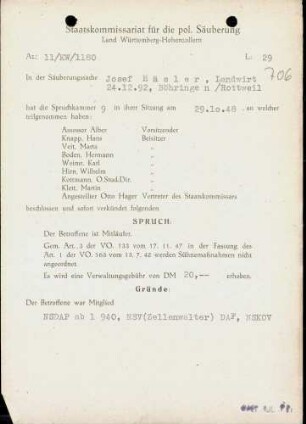 Staatskommissariat für die pol. Säuberung
Land Württemberg-Hohenzollern
Az: 11/KW/1180 L 29
706
In der Säuberungssache Josef Häsler, Landwirt
24.12.92, Böhringen /Rottweil
hat die Spruchkammer 9 in ihrer Sitzung am 29.10.48 an welcher
teilgenommen haben:
Assessor Alber Vorsitzender
Knapp, Hans Beisitzer
Veit, Marta "
Boden, Hermann "
Weinn, Karl "
Hirt, Wilhelm "
Kottmann, O.Stud.Dir. "
Klott, Martin "
Angestellter Otto Hager Vertreter des Staatskommissars
beschlossen und sofort verkündet folgenden
SPRUCH:
Der Betroffene ist Mitläufer.
Gem. Art. 3 der VO. 133 vom 17. 11. 47 in der Fassung des
Art. 1 der VO. 165 vom 13. 7. 48 werden Sühnemaßnahmen nicht
angeordnet.
Es wird eine Verwaltungsgebühr von DM 20,-- erhoben.
Gründe:
Der Betroffene war Mitglied
NSDAP ab 1 940, NSV(Zellenwalter) DAF, NSKOV